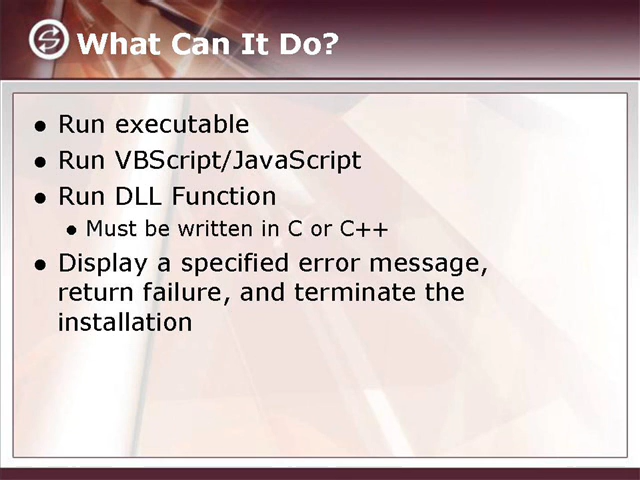 What Can It Do?
● Run executable
● Run VBScript/JavaScript
● Run DLL Function
● Must be written in C or C++
● Display a specified error message,
return failure, and terminate the
installation